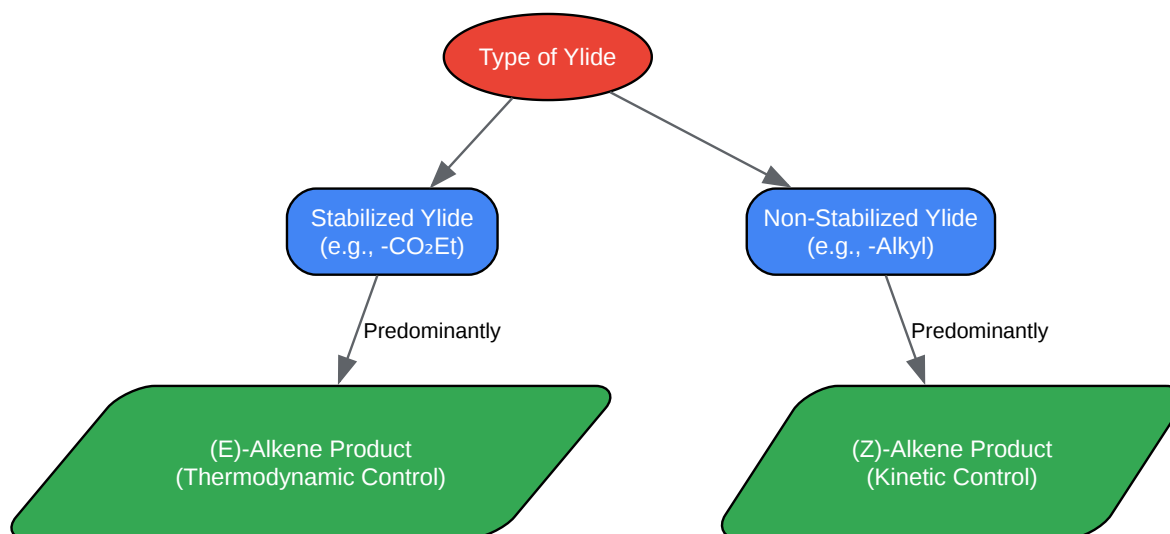 Type of Ylide
Stabilized Ylide
(e.g., -CO₂Et)
Non-Stabilized Ylide
(e.g., -Alkyl)
Predominantly
Predominantly
(E)-Alkene Product
(Thermodynamic Control)
(Z)-Alkene Product
(Kinetic Control)